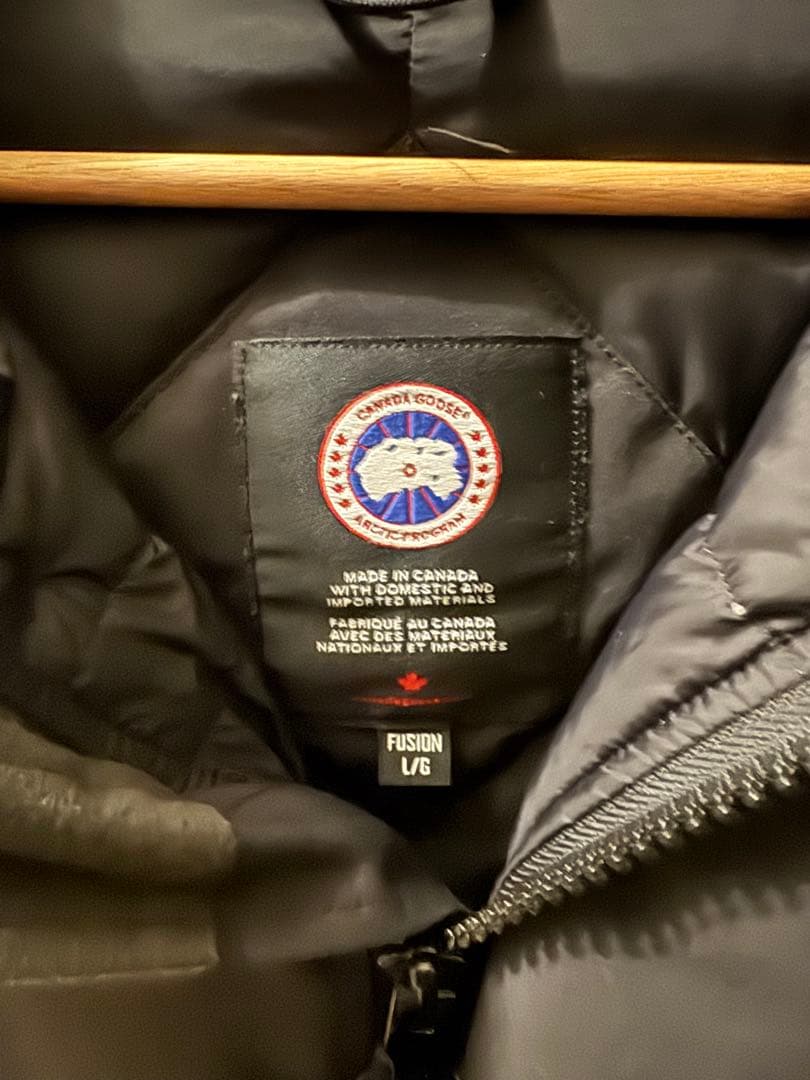 CANADA GOOSE®
ARCTIC PROGRAM
MADE IN CANADA
WITH DOMESTIC AND
IMPORTED MATERIALS
FABRIQUÉ AU CANADA
AVEC DES MATERIAUX
NATIONAUX ET IMPORTÉS
FUSION
L/G